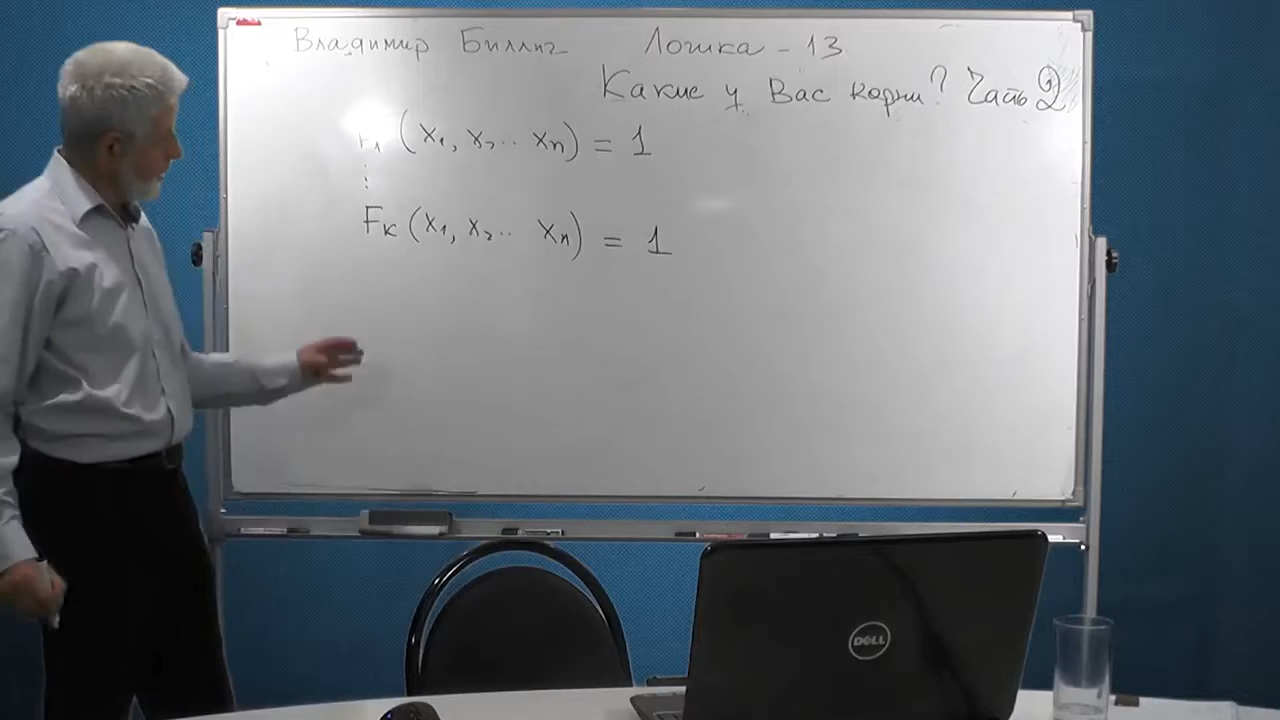 Владимир Биллиг Логика - 13
Какие у Вас корни? Часть 2
F₁ (x₁, x₂.. xₙ) = 1
⋮
Fₖ (x₁, x₂.. xₙ) = 1
DELL